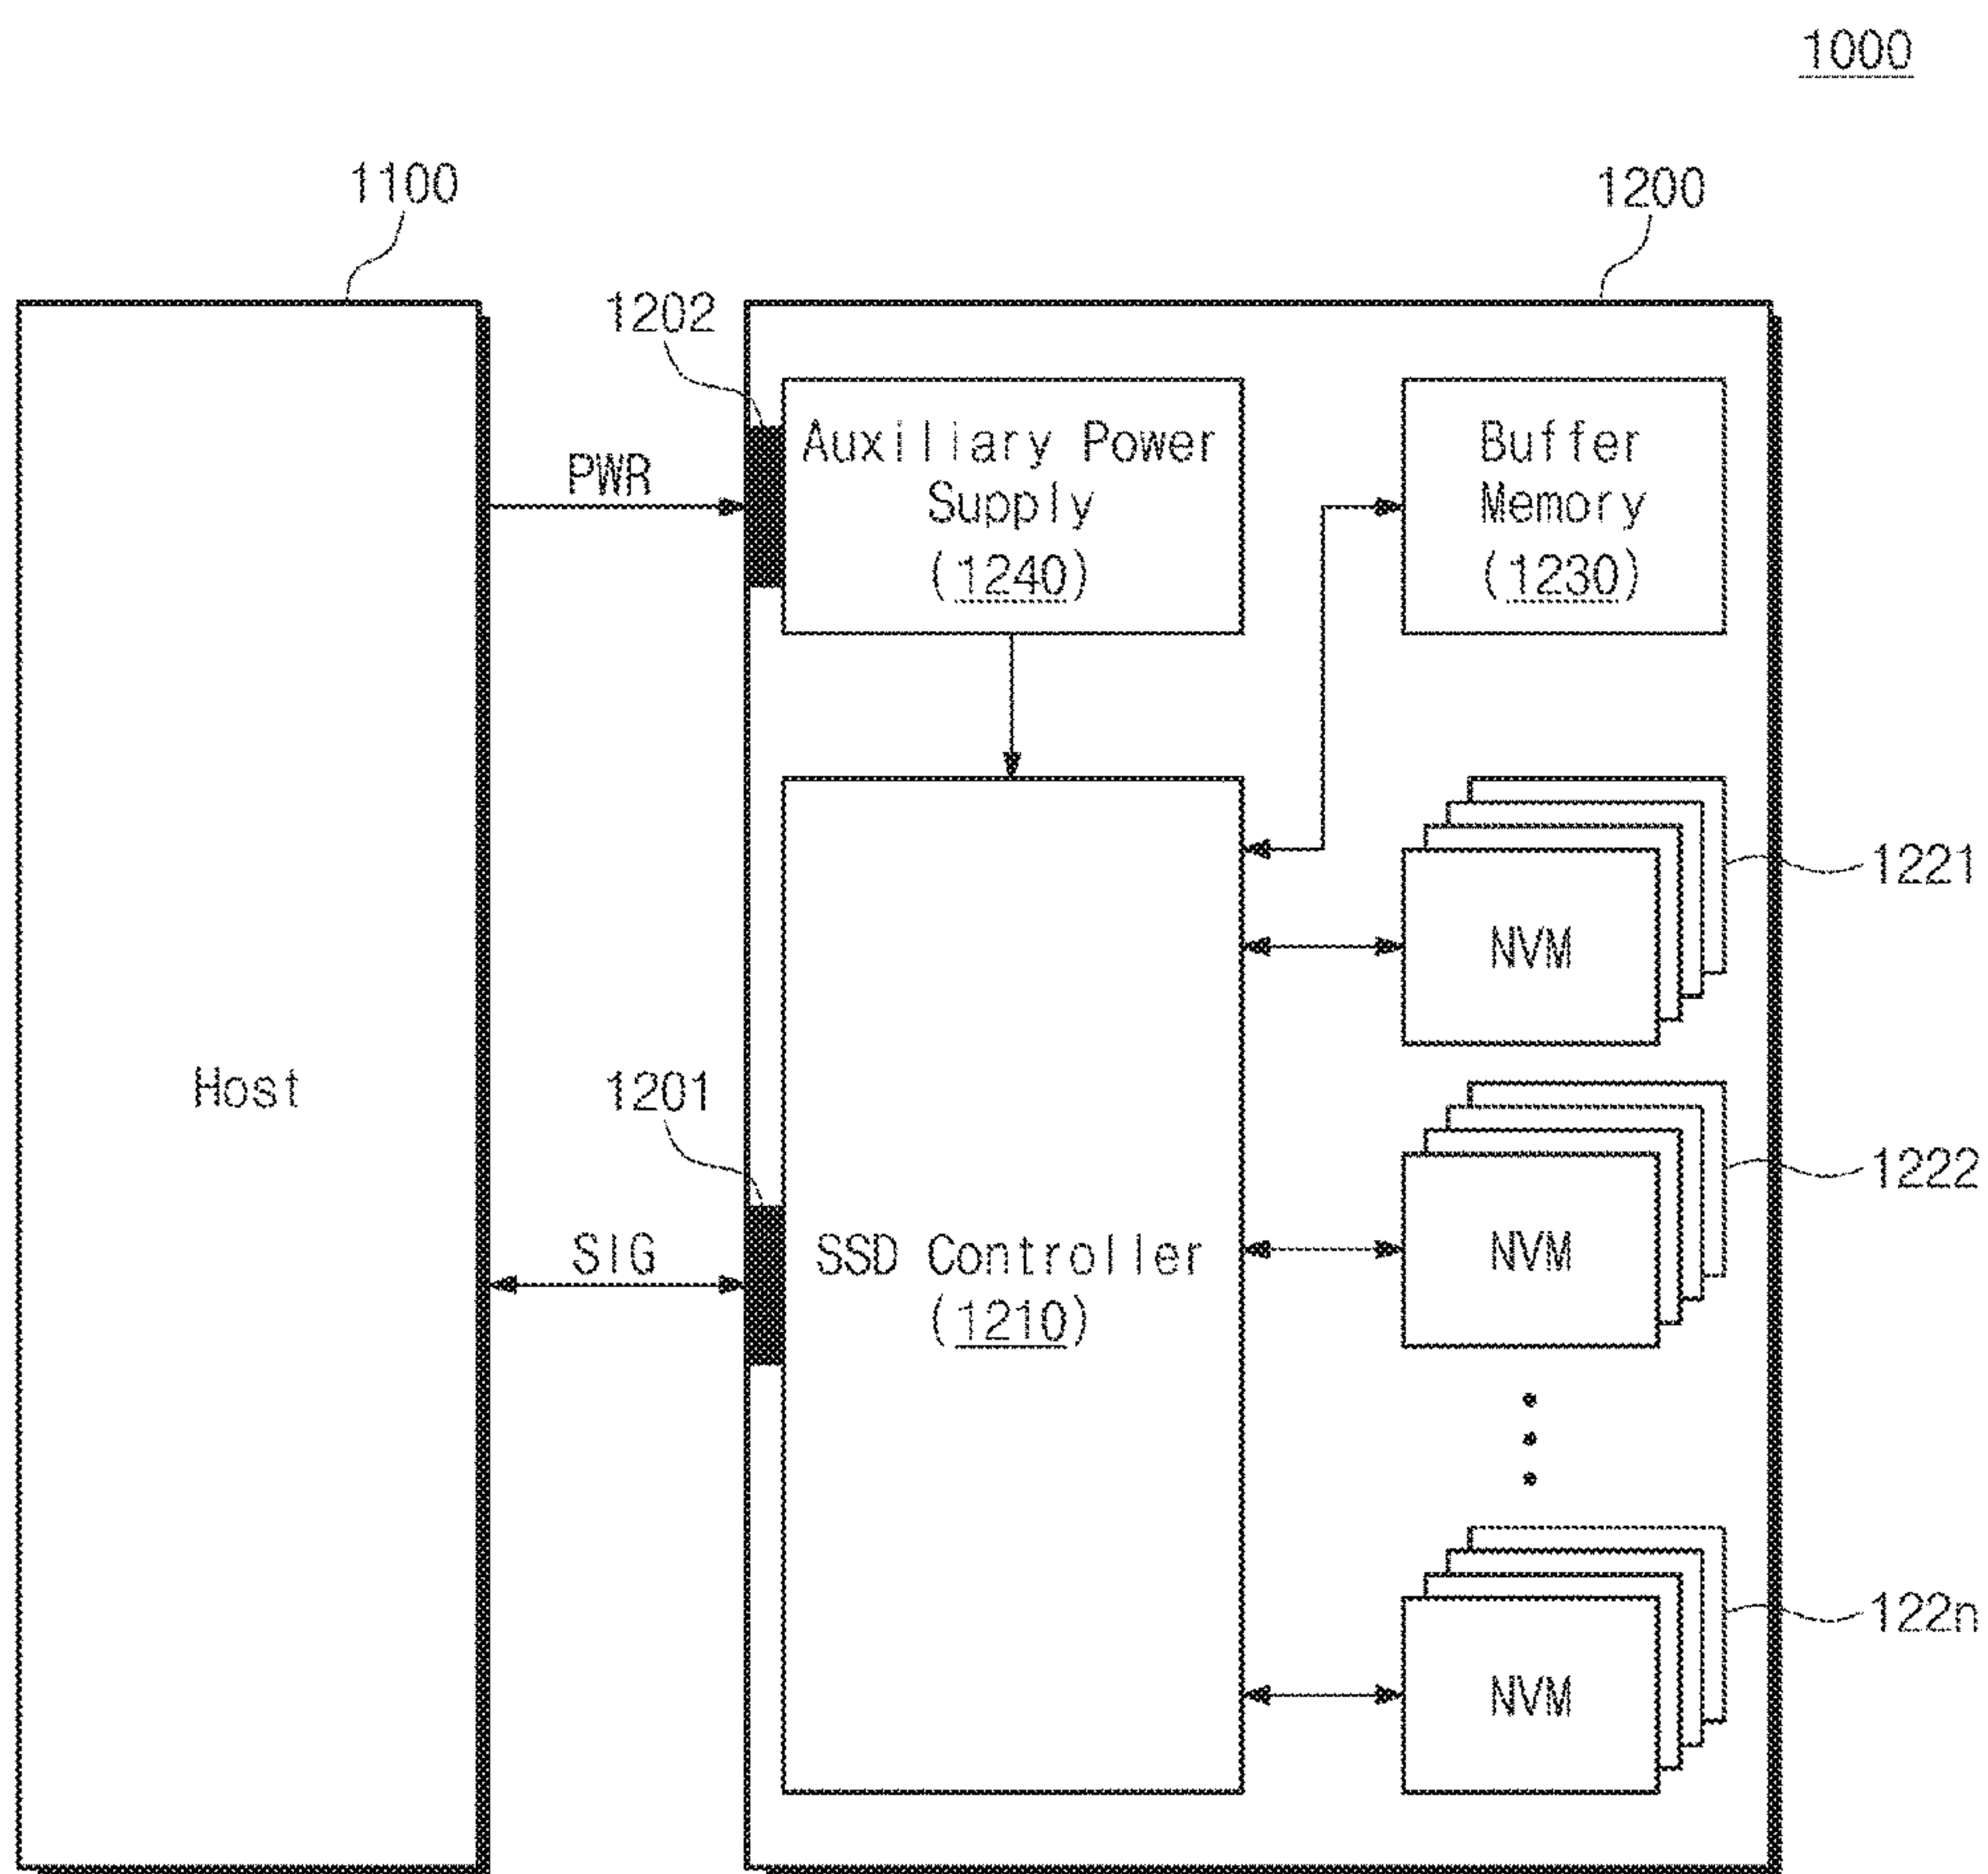 1000
1100
1200
1202
Auxiliary Power
Supply
(1240)
Buffer
Memory
(1230)
PWR
1221
NVM
Host
1201
1222
NVM
SIG
SSD Controller
(1210)
122n
NVM